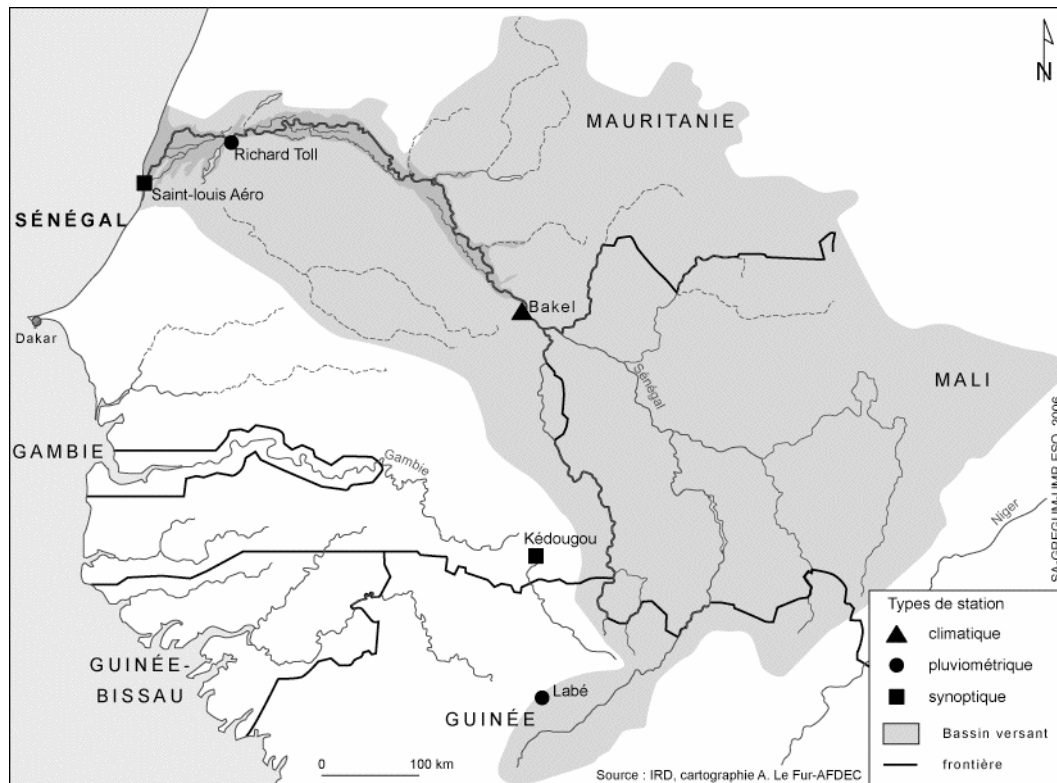 N
MAURITANIE
Richard Toll
Saint-louis Aéro
SÉNÉGAL
Bakel
Dakar
Sénégal
MALI
GAMBIE
Gambie
Niger
Kédougou
GUINÉE-
BISSAU
Labé
GUINÉE
Types de station
climatique
pluviométrique
synoptique
Bassin versant
frontière
0 100 km
Source : IRD, cartographie A. Le Fur-AFDEC